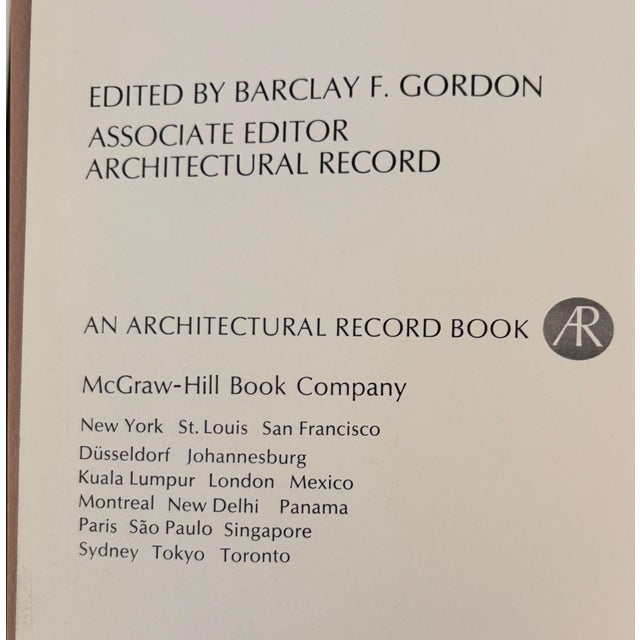 EDITED BY BARCLAY F. GORDON
ASSOCIATE EDITOR
ARCHITECTURAL RECORD
AN ARCHITECTURAL RECORD BOOK AR
McGraw-Hill Book Company
New York St. Louis San Francisco
Düsseldorf Johannesburg
Kuala Lumpur London Mexico
Montreal New Delhi Panama
Paris São Paulo Singapore
Sydney Tokyo Toronto